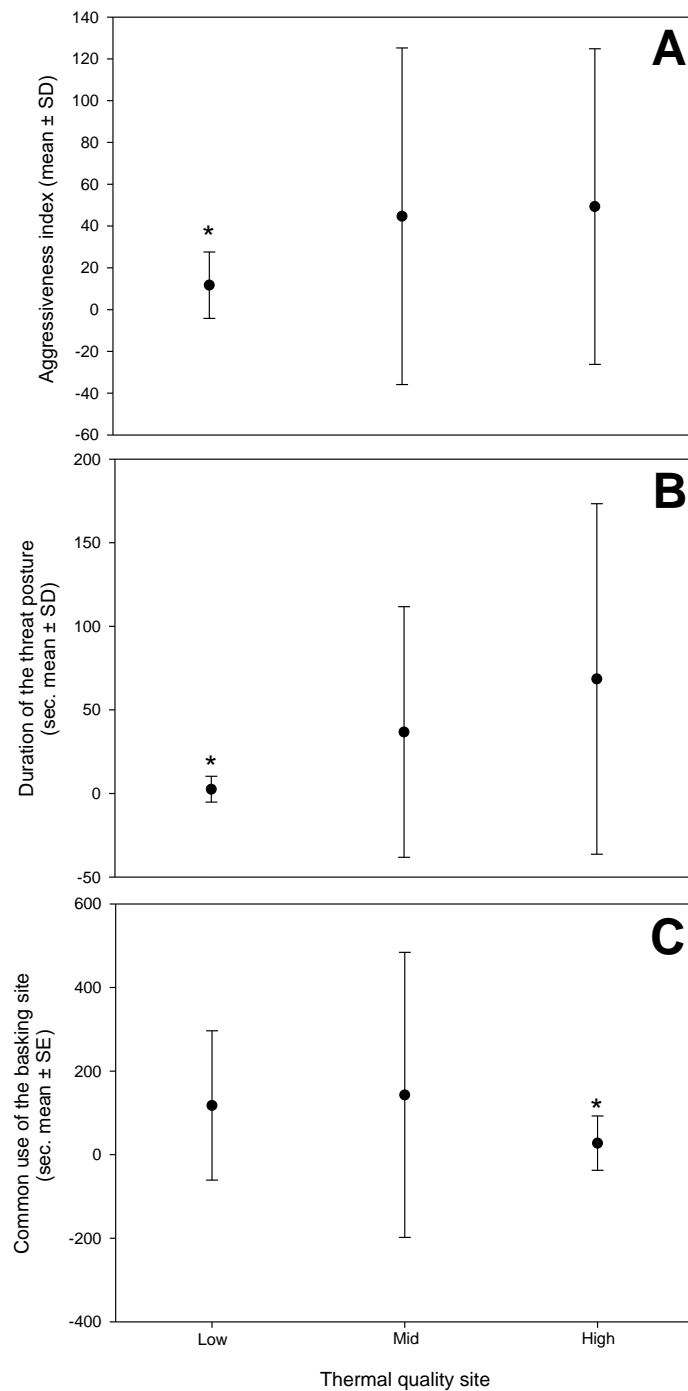 A
Aggressiveness index (mean ± SD)
140
120
100
80
60
40
20
0
-20
-40
-60
*
B
Duration of the threat posture
(sec. mean ± SD)
200
150
100
50
0
-50
*
C
Common use of the basking site
(sec. mean ± SE)
600
400
200
0
-200
-400
*
Low Mid High
Thermal quality site